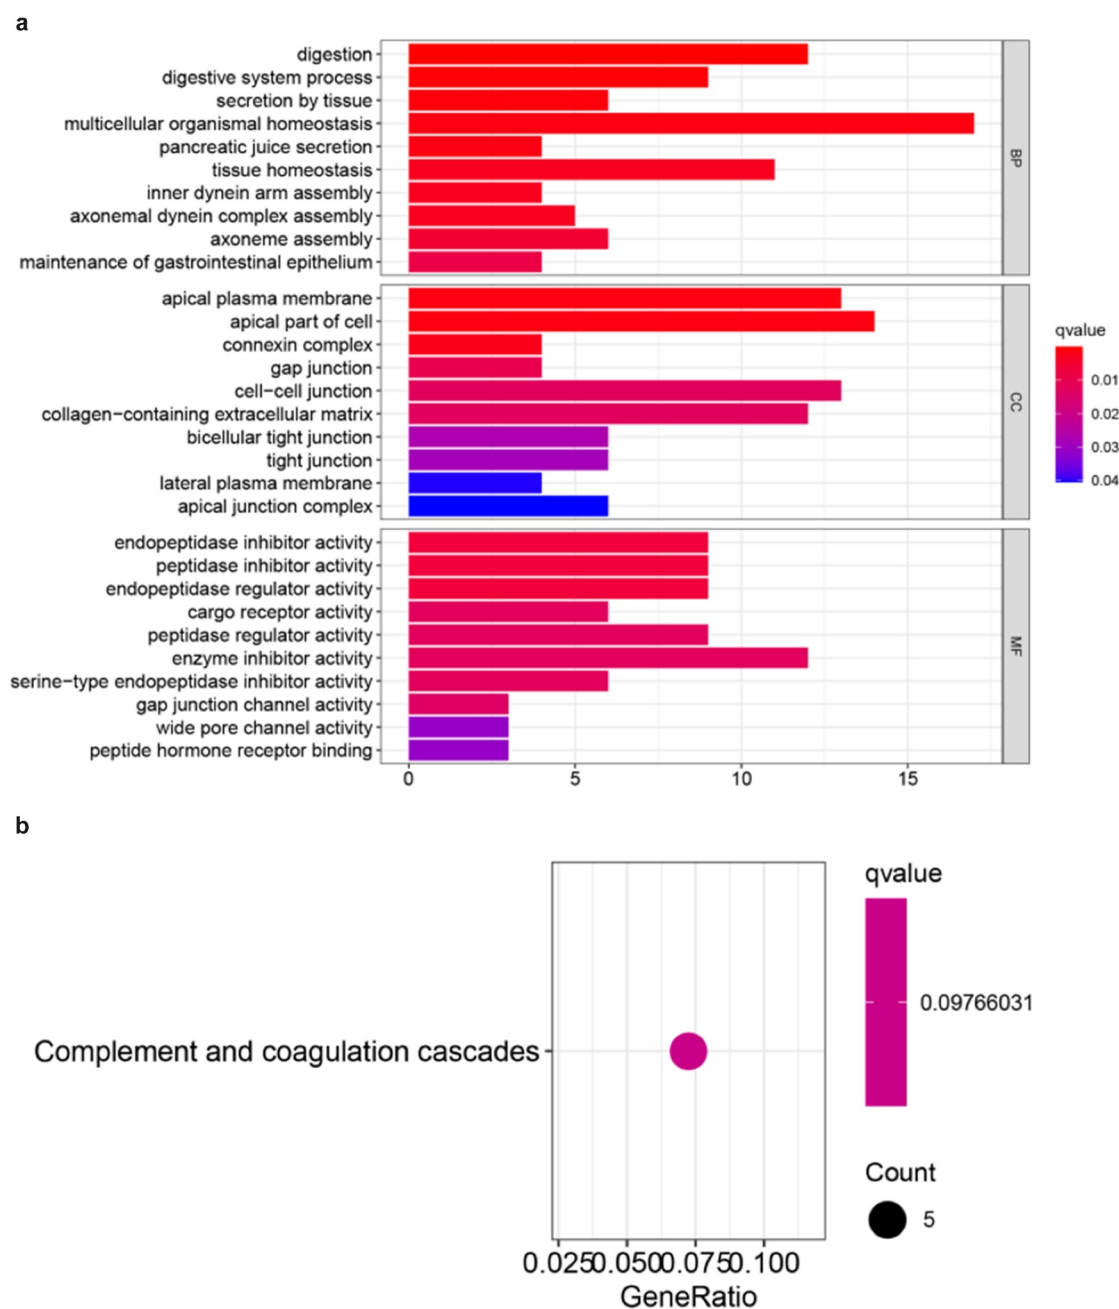 a
digestion
digestive system process
secretion by tissue
multicellular organismal homeostasis
pancreatic juice secretion
tissue homeostasis
inner dynein arm assembly
axonemal dynein complex assembly
axoneme assembly
maintenance of gastrointestinal epithelium
BP
apical plasma membrane
apical part of cell
connexin complex
gap junction
cell−cell junction
collagen−containing extracellular matrix
bicellular tight junction
tight junction
lateral plasma membrane
apical junction complex
CC
endopeptidase inhibitor activity
peptidase inhibitor activity
endopeptidase regulator activity
cargo receptor activity
peptidase regulator activity
enzyme inhibitor activity
serine−type endopeptidase inhibitor activity
gap junction channel activity
wide pore channel activity
peptide hormone receptor binding
MF
0 5 10 15
qvalue
0.01
0.02
0.03
0.04
b
Complement and coagulation cascades
0.025 0.050 0.075 0.100
GeneRatio
qvalue
0.09766031
Count
5